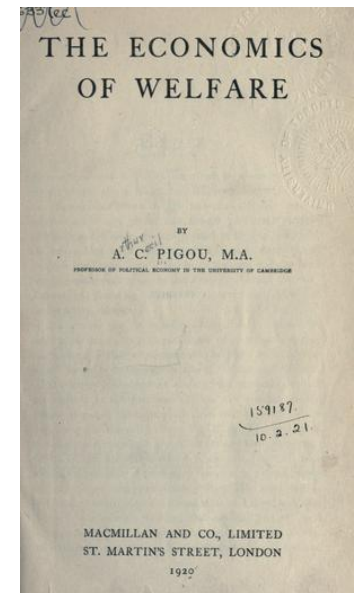 THE ECONOMICS
OF WELFARE
BY
A. C. PIGOU, M.A.
PROFESSOR OF POLITICAL ECONOMY IN THE UNIVERSITY OF CAMBRIDGE
159187
10.2.21.
MACMILLAN AND CO., LIMITED
ST. MARTIN'S STREET, LONDON
1920